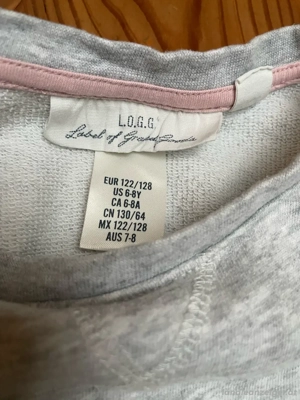 L.O.G.G.
Label of Graded Goods
EUR 122/128
US 6-8Y
CA 6-8A
CN 130/64
MX 122/128
AUS 7-8